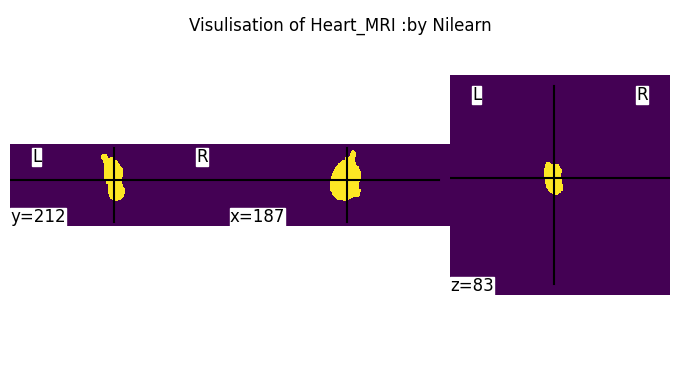 Visulisation of Heart_MRI :by Nilearn
L R
y=212
x=187
L R
z=83